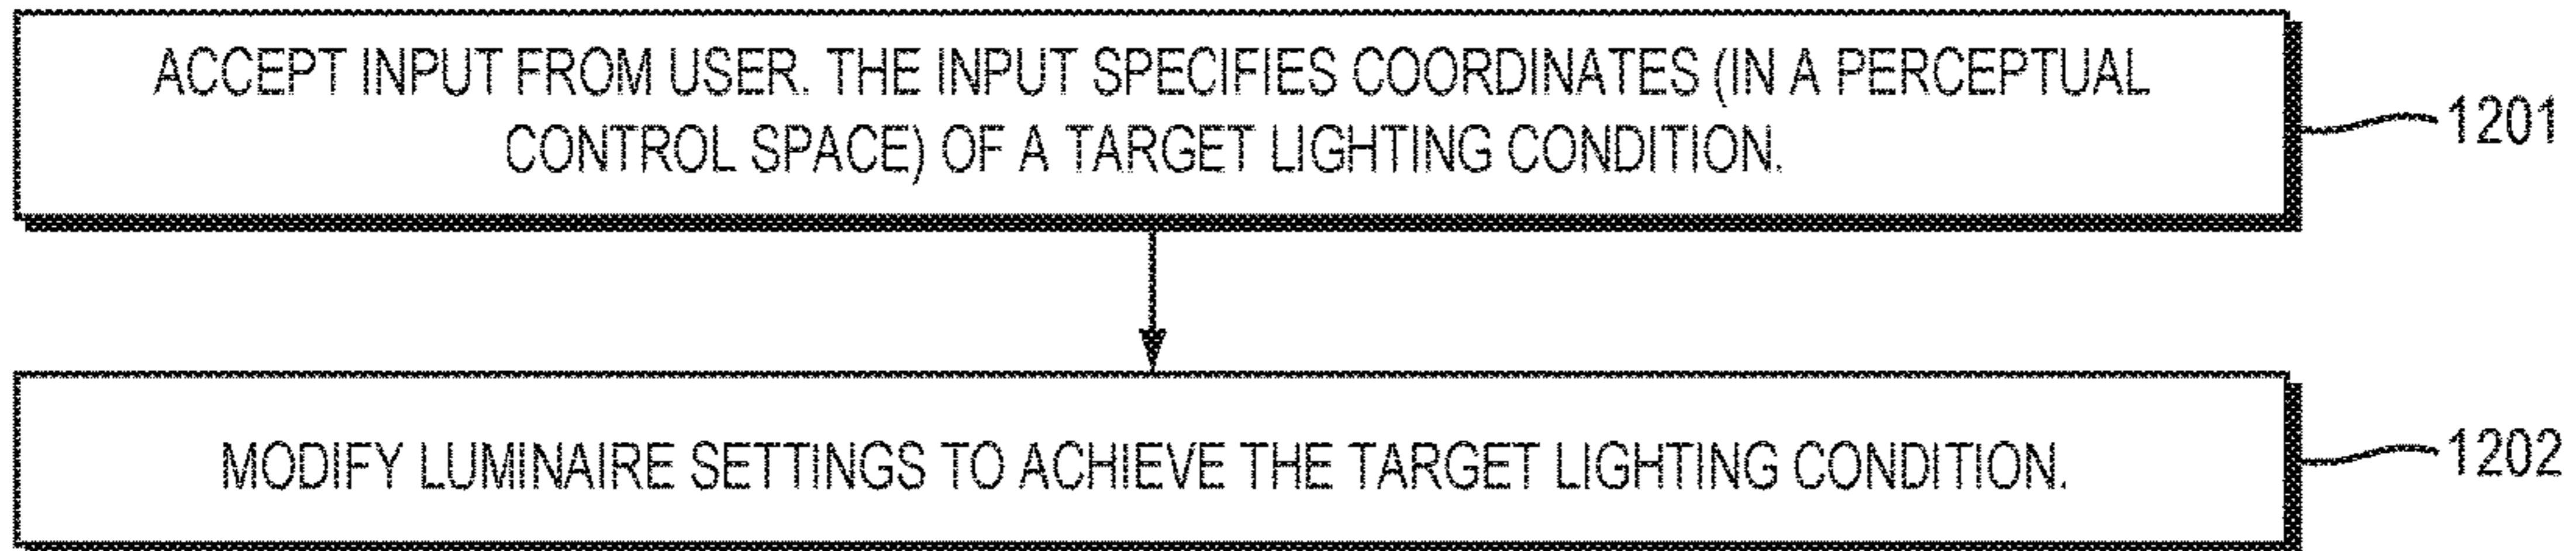 ACCEPT INPUT FROM USER. THE INPUT SPECIFIES COORDINATES (IN A PERCEPTUAL
CONTROL SPACE) OF A TARGET LIGHTING CONDITION.
1201
MODIFY LUMINAIRE SETTINGS TO ACHIEVE THE TARGET LIGHTING CONDITION.
1202